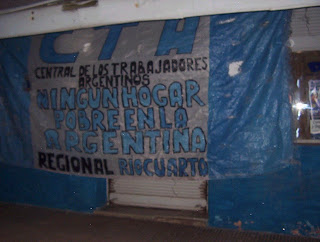 CTA
CENTRAL DE LOS TRABAJADORES
ARGENTINOS
NINGUN HOGAR
POBRE EN LA
ARGENTINA
REGIONAL RIO CUARTO